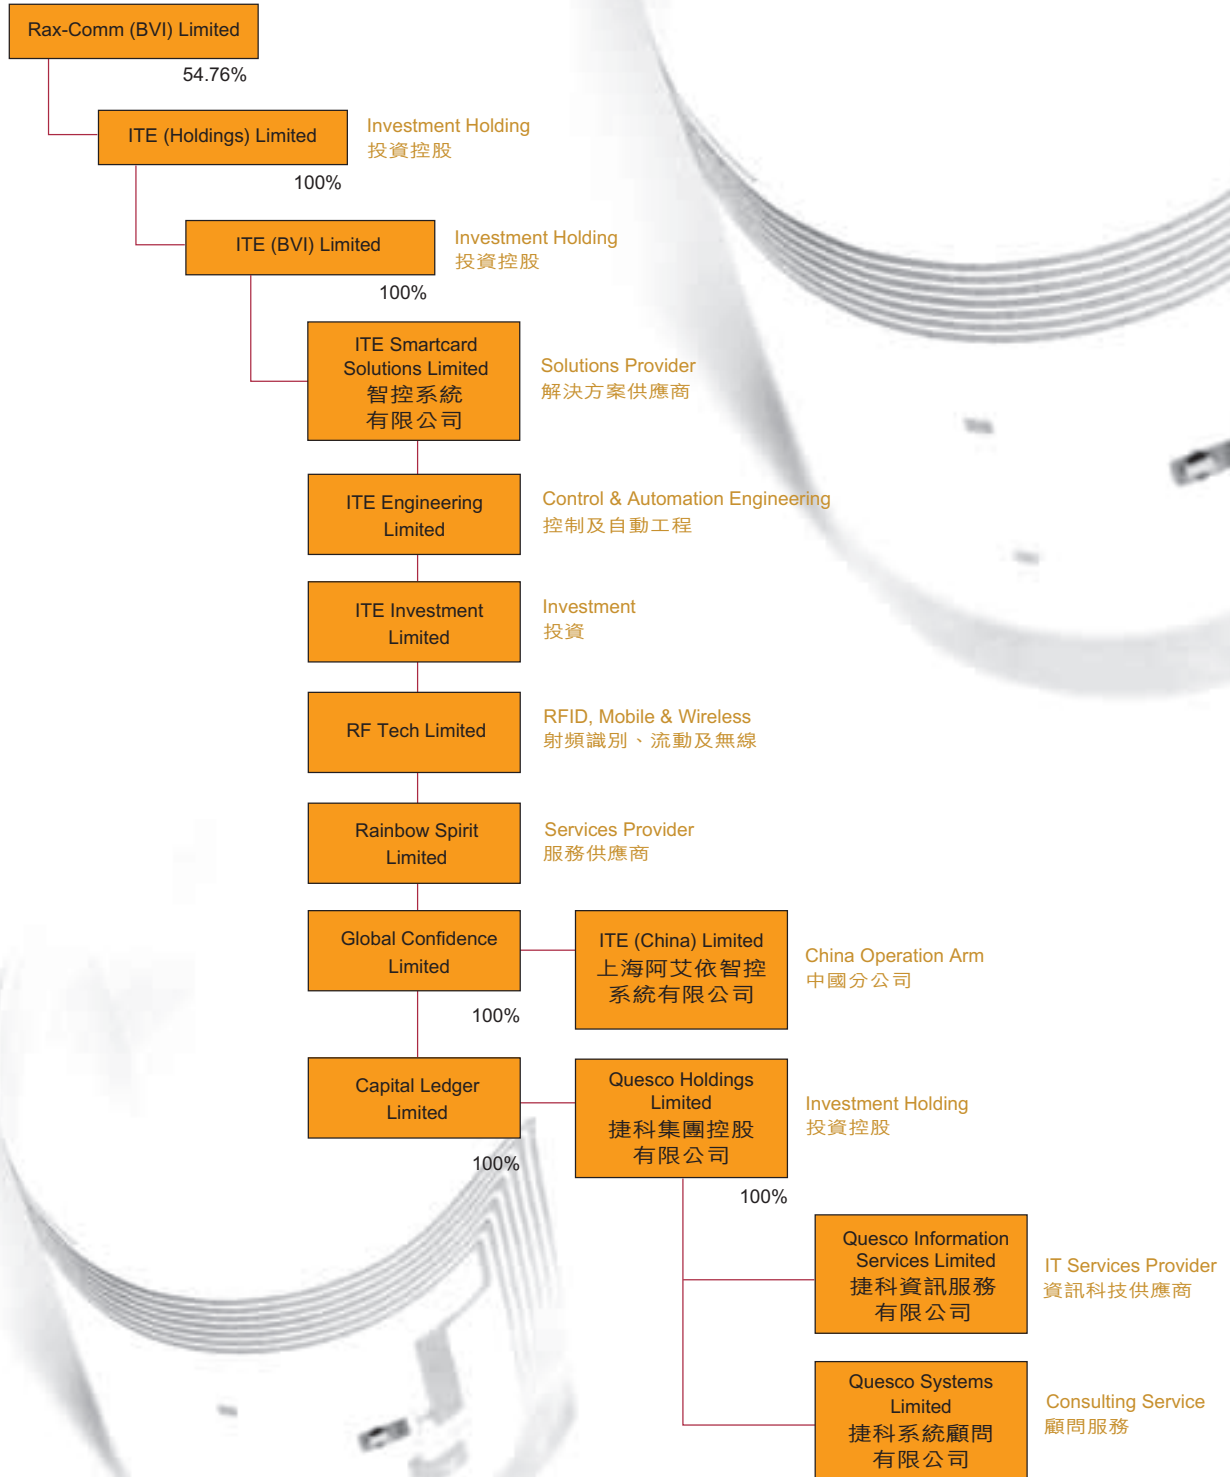 Rax-Comm (BVI) Limited
54.76%
ITE (Holdings) Limited
Investment Holding
投資控股
100%
ITE (BVI) Limited
Investment Holding
投資控股
100%
ITE Smartcard
Solutions Limited
智控系統
有限公司
Solutions Provider
解決方案供應商
ITE Engineering
Limited
Control & Automation Engineering
控制及自動工程
ITE Investment
Limited
Investment
投資
RF Tech Limited
RFID, Mobile & Wireless
射頻識別、流動及無線
Rainbow Spirit
Limited
Services Provider
服務供應商
Global Confidence
Limited
100%
ITE (China) Limited
上海阿艾依智控
系統有限公司
China Operation Arm
中國分公司
Capital Ledger
Limited
100%
Quesco Holdings
Limited
捷科集團控股
有限公司
Investment Holding
投資控股
100%
Quesco Information
Services Limited
捷科資訊服務
有限公司
IT Services Provider
資訊科技供應商
Quesco Systems
Limited
捷科系統顧問
有限公司
Consulting Service
顧問服務